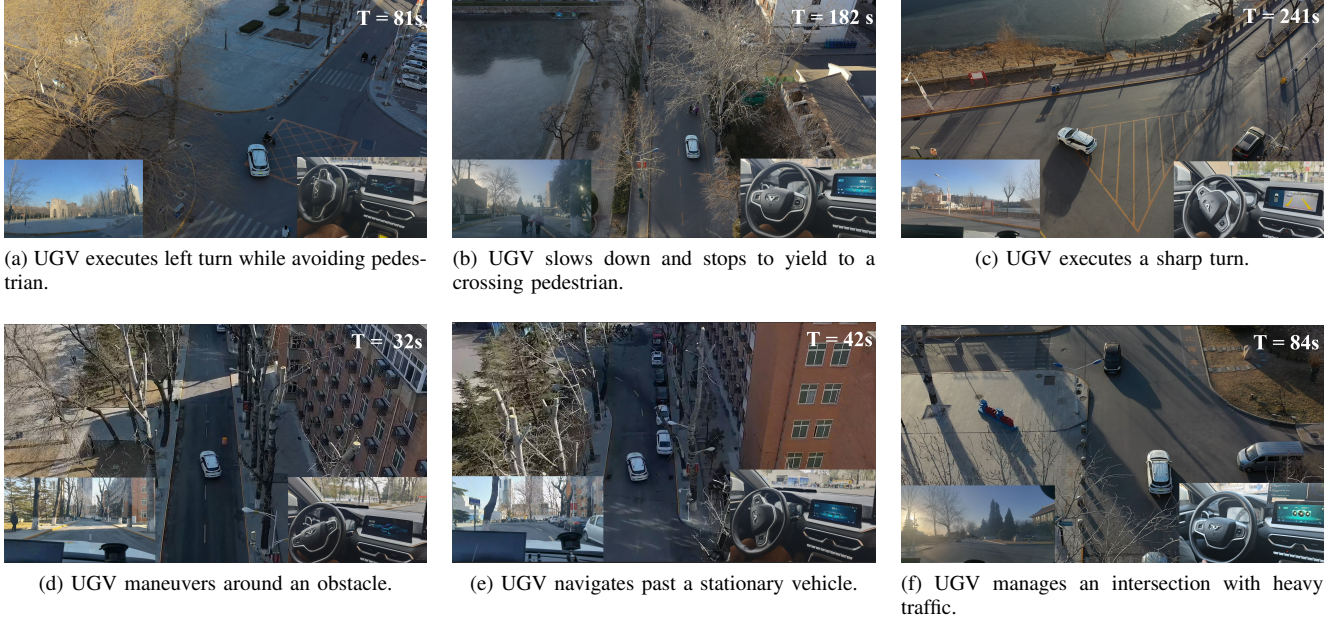 T = 81s
T = 182 s
T = 241s
(a) UGV executes left turn while avoiding pedes-
trian.
(b) UGV slows down and stops to yield to a
crossing pedestrian.
(c) UGV executes a sharp turn.
T = 32s
T = 42s
T = 84s
(d) UGV maneuvers around an obstacle.
(e) UGV navigates past a stationary vehicle.
(f) UGV manages an intersection with heavy
traffic.